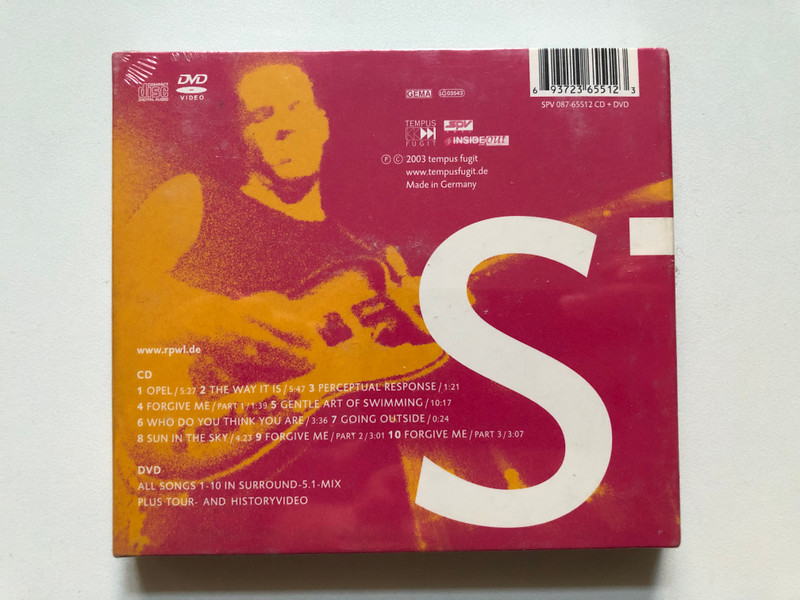 COMPACT
disc
DIGITAL AUDIO
DVD
VIDEO
GEMA LC 03543
6 93723 65512 3
SPV 087-65512 CD + DVD
TEMPUS
FUGIT
SPV
INSIDEout
Ⓟ Ⓒ 2003 tempus fugit
www.tempusfugit.de
Made in Germany
S
www.rpwl.de
CD
1 OPEL / 5:27 2 THE WAY IT IS / 5:47 3 PERCEPTUAL RESPONSE / 1:21
4 FORGIVE ME / PART 1 / 1:39 5 GENTLE ART OF SWIMMING / 10:17
6 WHO DO YOU THINK YOU ARE / 3:36 7 GOING OUTSIDE / 0:24
8 SUN IN THE SKY / 4:23 9 FORGIVE ME / PART 2 / 3:01 10 FORGIVE ME / PART 3 / 3:07
DVD
ALL SONGS 1-10 IN SURROUND-5.1-MIX
PLUS TOUR- AND HISTORYVIDEO